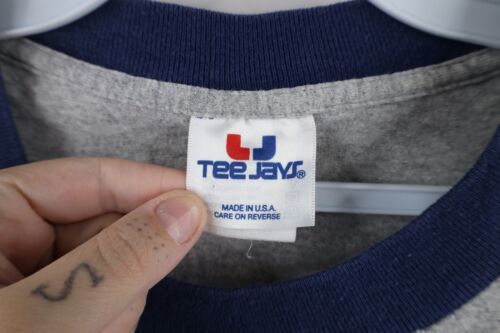 TEE JAYS®
MADE IN U.S.A.
CARE ON REVERSE
S